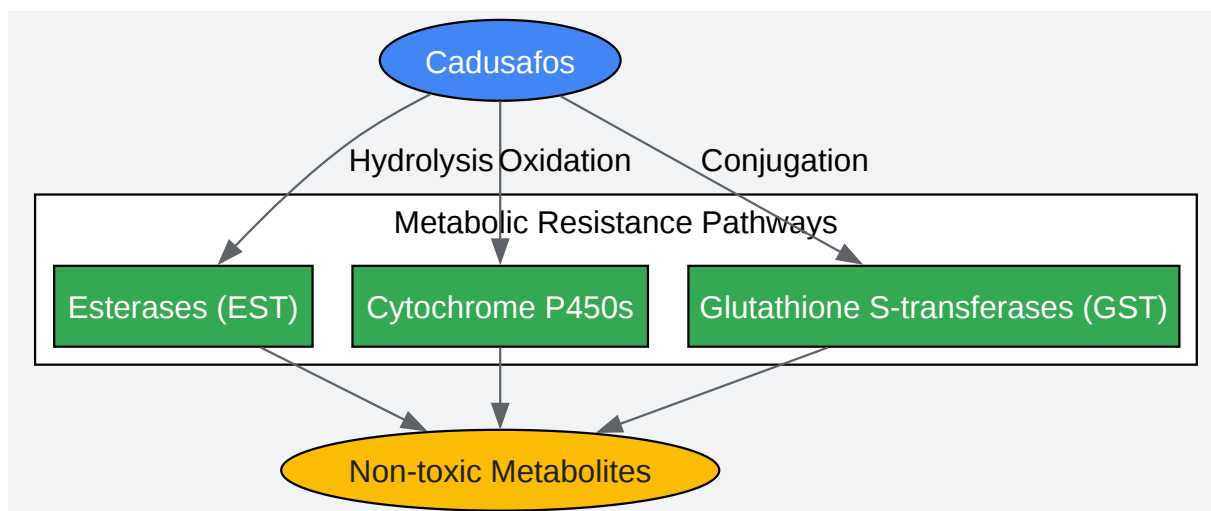 Cadusafos
Hydrolysis
Oxidation
Conjugation
Metabolic Resistance Pathways
Esterases (EST)
Cytochrome P450s
Glutathione S-transferases (GST)
Non-toxic Metabolites